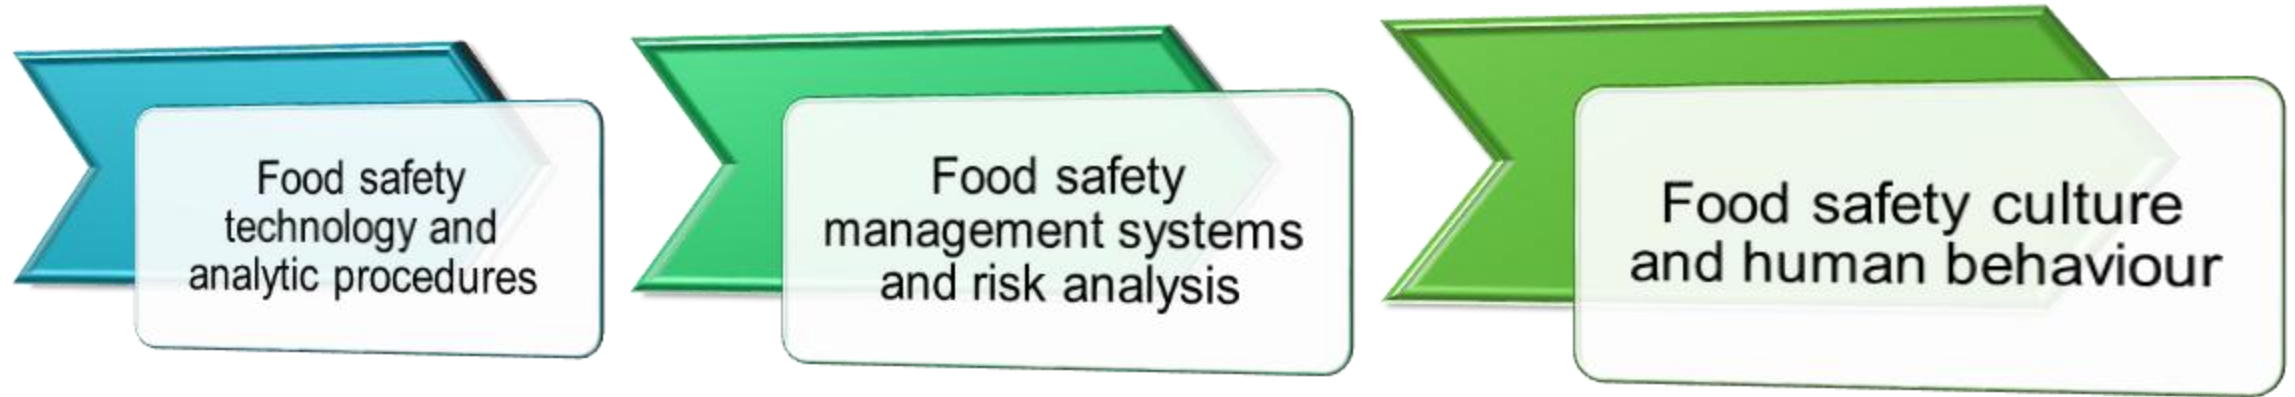 Food safety
technology and
analytic procedures
Food safety
management systems
and risk analysis
Food safety culture
and human behaviour